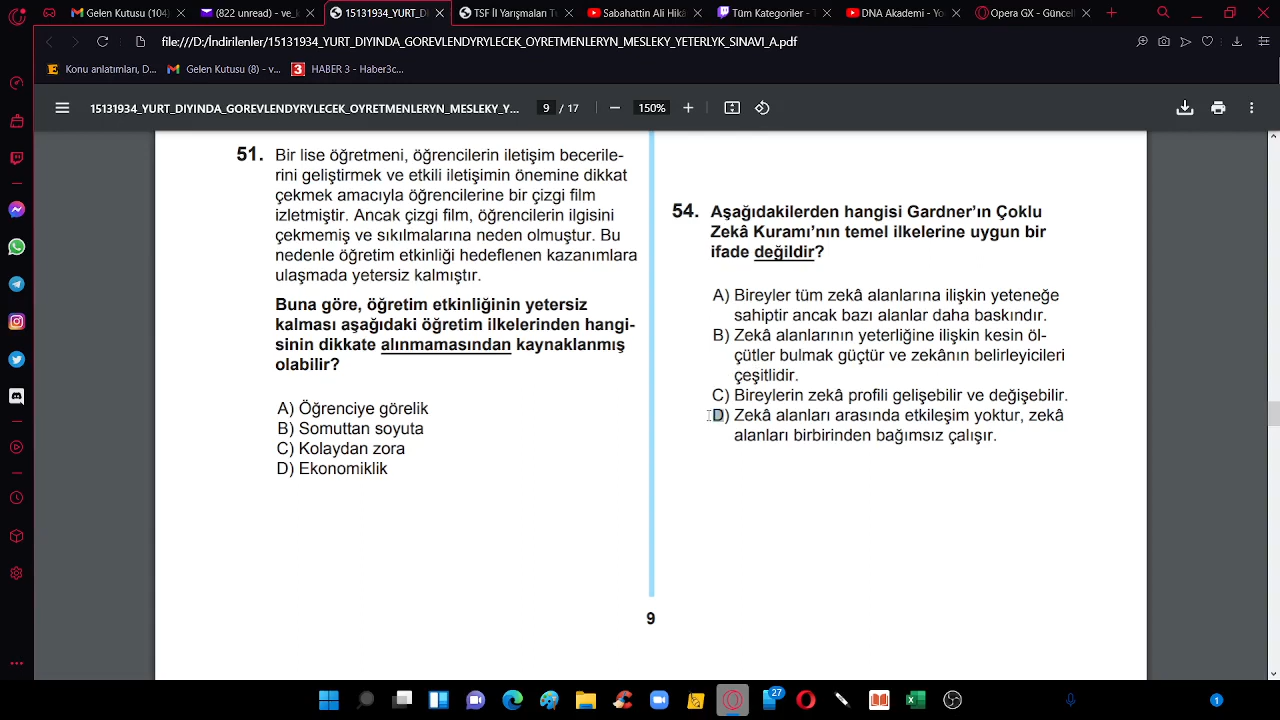 Gelen Kutusu (104)
(822 unread) - ve_l
15131934_YURT_DI
TSF İl Yarışmaları Tu
Sabahattin Ali Hikâ
Tüm Kategoriler - T
DNA Akademi - Yo
Opera GX - Güncell
file:///D:/İndirilenler/15131934_YURT_DIYINDA_GOREVLENDYRYLECEK_OYRETMENLERYN_MESLEKY_YETERLYK_SINAVI_A.pdf
Konu anlatımları, D...
Gelen Kutusu (8) - v...
3 HABER 3 - Haber3c...
15131934_YURT_DIYINDA_GOREVLENDYRYLECEK_OYRETMENLERYN_MESLEKY_Y...
9 / 17
150%
51. Bir lise öğretmeni, öğrencilerin iletişim becerile-
rini geliştirmek ve etkili iletişimin önemine dikkat
çekmek amacıyla öğrencilerine bir çizgi film
izletmiştir. Ancak çizgi film, öğrencilerin ilgisini
çekmemiş ve sıkılmalarına neden olmuştur. Bu
nedenle öğretim etkinliği hedeflenen kazanımlara
ulaşmada yetersiz kalmıştır.
Buna göre, öğretim etkinliğinin yetersiz
kalması aşağıdaki öğretim ilkelerinden hangi-
sinin dikkate alınmamasından kaynaklanmış
olabilir?
A) Öğrenciye görelik
B) Somuttan soyuta
C) Kolaydan zora
D) Ekonomiklik
54. Aşağıdakilerden hangisi Gardner'ın Çoklu
Zekâ Kuramı'nın temel ilkelerine uygun bir
ifade değildir?
A) Bireyler tüm zekâ alanlarına ilişkin yeteneğe
sahiptir ancak bazı alanlar daha baskındır.
B) Zekâ alanlarının yeterliğine ilişkin kesin öl-
çütler bulmak güçtür ve zekânın belirleyicileri
çeşitlidir.
C) Bireylerin zekâ profili gelişebilir ve değişebilir.
D) Zekâ alanları arasında etkileşim yoktur, zekâ
alanları birbirinden bağımsız çalışır.
9
27
1